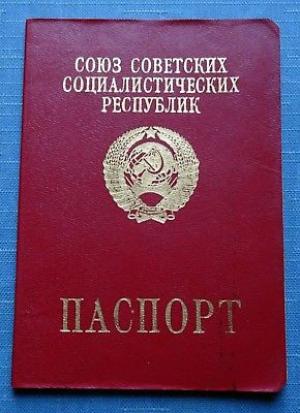 СОЮЗ СОВЕТСКИХ
СОЦИАЛИСТИЧЕСКИХ
РЕСПУБЛИК
ПАСПОРТ